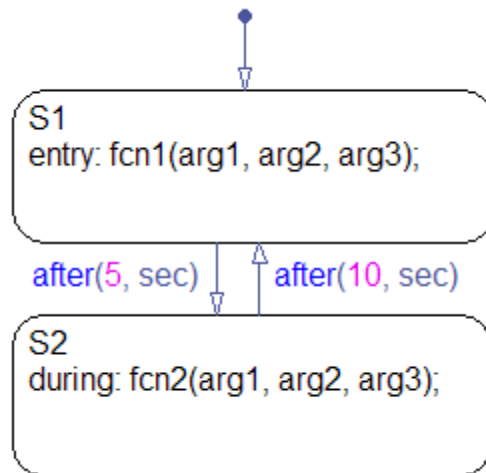 S1
entry: fcn1(arg1, arg2, arg3);
after(5, sec)
after(10, sec)
S2
during: fcn2(arg1, arg2, arg3);